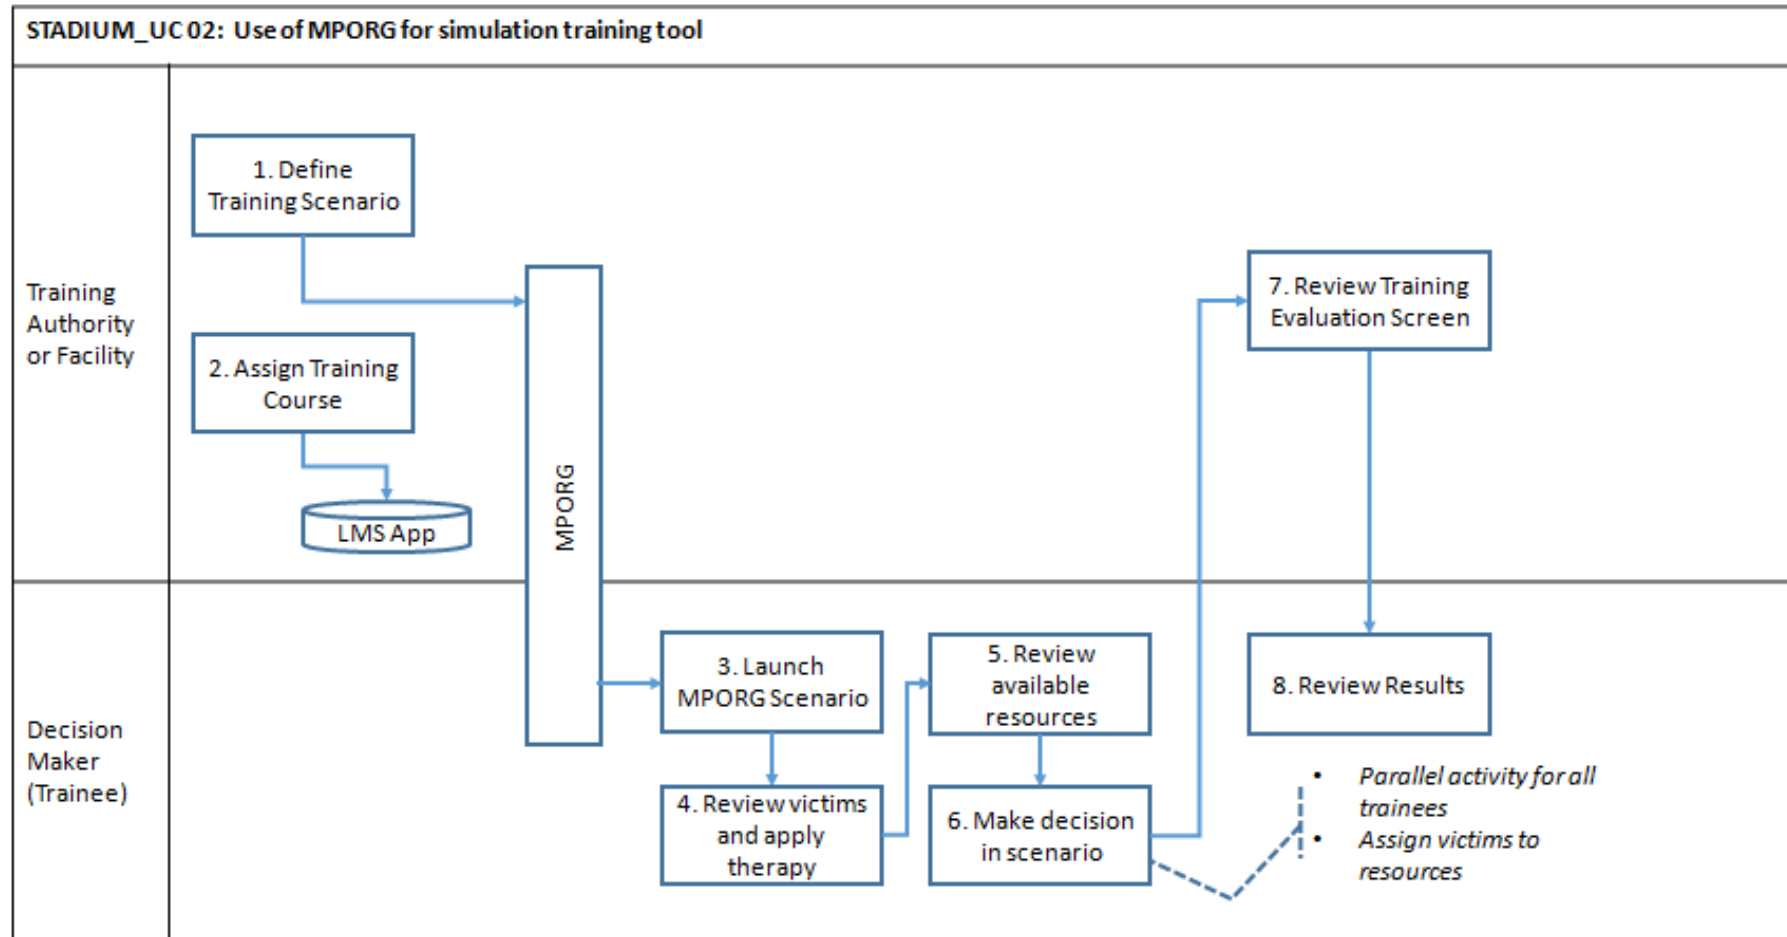 STADIUM_UC 02: Use of MPORG for simulation training tool
Training
Authority
or Facility
1. Define
Training Scenario
2. Assign Training
Course
LMS App
MPORG
7. Review Training
Evaluation Screen
Decision
Maker
(Trainee)
3. Launch
MPORG Scenario
4. Review victims
and apply
therapy
5. Review
available
resources
6. Make decision
in scenario
8. Review Results
• Parallel activity for all
trainees
• Assign victims to
resources